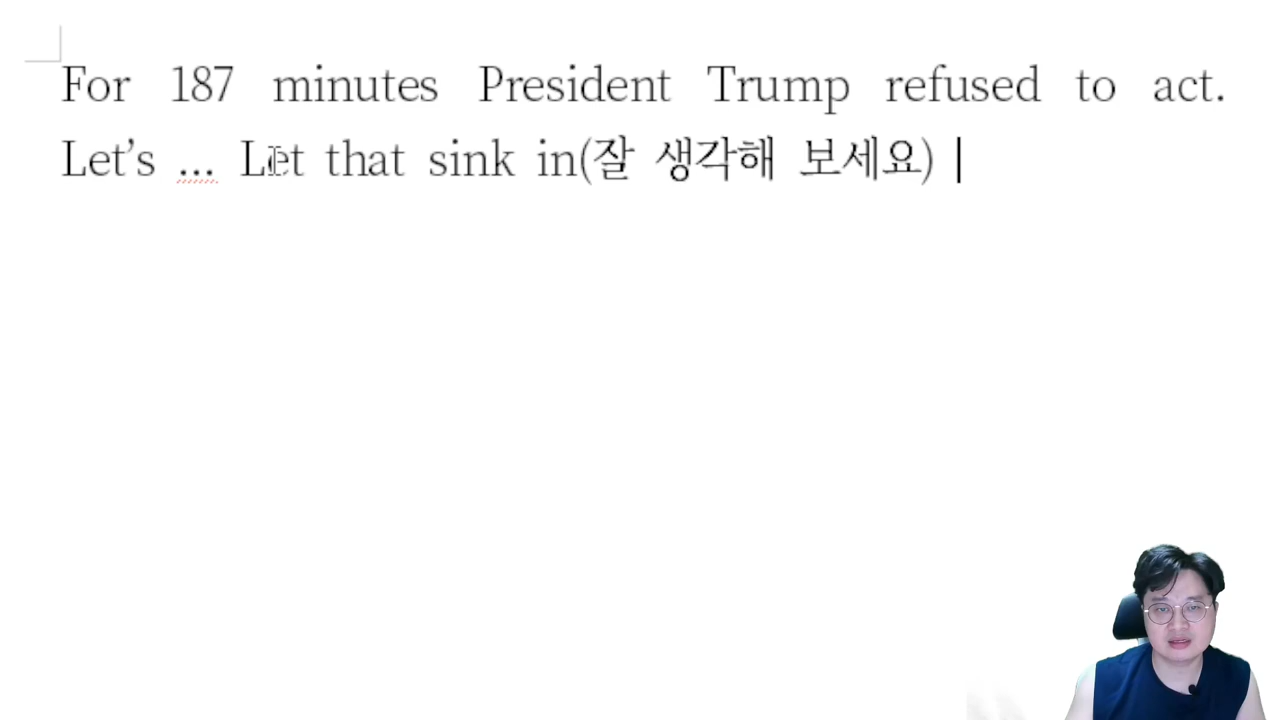 For 187 minutes President Trump refused to act.
Let’s ... Let that sink in(잘 생각해 보세요)